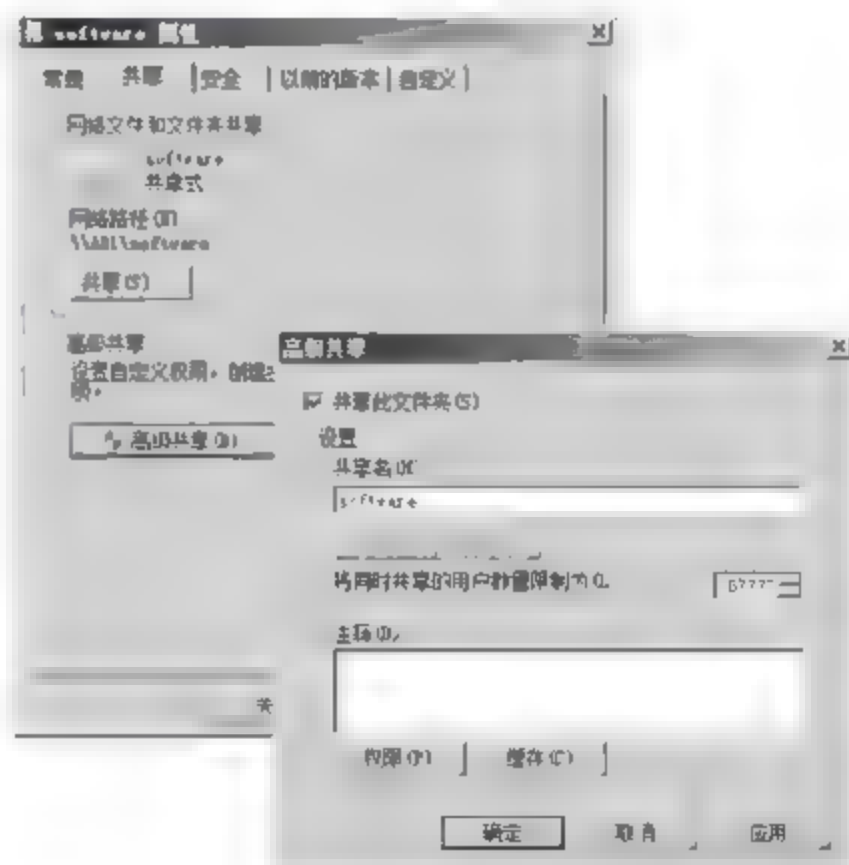 software 属性
常规 共享 安全 以前的版本 自定义
网络文件和文件夹共享
software
共享式
网络路径(N)
共享(S)
高级共享
设置自定义权限，创建
限。
高级共享(D)
高级共享
共享此文件夹(S)
设置
共享名(H)
software
将同时共享的用户数量限制为(L)
注释(O)
权限(P) 缓存(C)
确定 取消 应用